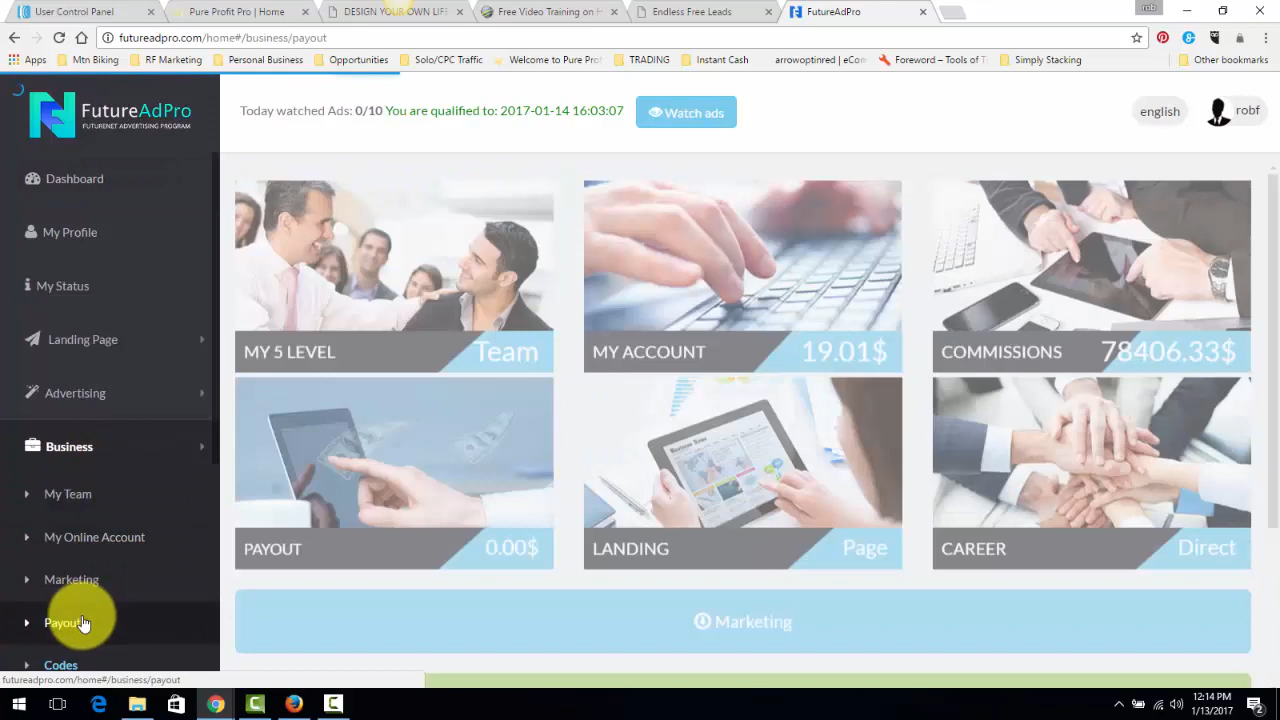 User Control Panel
Pure Profit Pro | Home
DESIGN YOUR OWN LIFE
Free Video Training on H
Endless Free Leads
FutureAdPro
rob
futureadpro.com/home#/business/payout
Apps
Mtn Biking
RF Marketing
Personal Business
Opportunities
Solo/CPC Traffic
Welcome to Pure Prof
TRADING
Instant Cash
arrowoptinred | eCom
Foreword – Tools of T
Simply Stacking
Other bookmarks
FutureAdPro
FUTURENET ADVERTISING PROGRAM
Today watched Ads: 0/10 You are qualified to: 2017-01-14 16:03:07
Watch ads
english
robf
Dashboard
My Profile
My Status
Landing Page
Advertising
Business
My Team
My Online Account
Marketing
Payout
Codes
MY 5 LEVEL Team
MY ACCOUNT 19.01$
COMMISSIONS 78406.33$
PAYOUT 0.00$
LANDING Page
CAREER Direct
Marketing
futureadpro.com/home#/business/payout
12:14 PM
1/13/2017
2